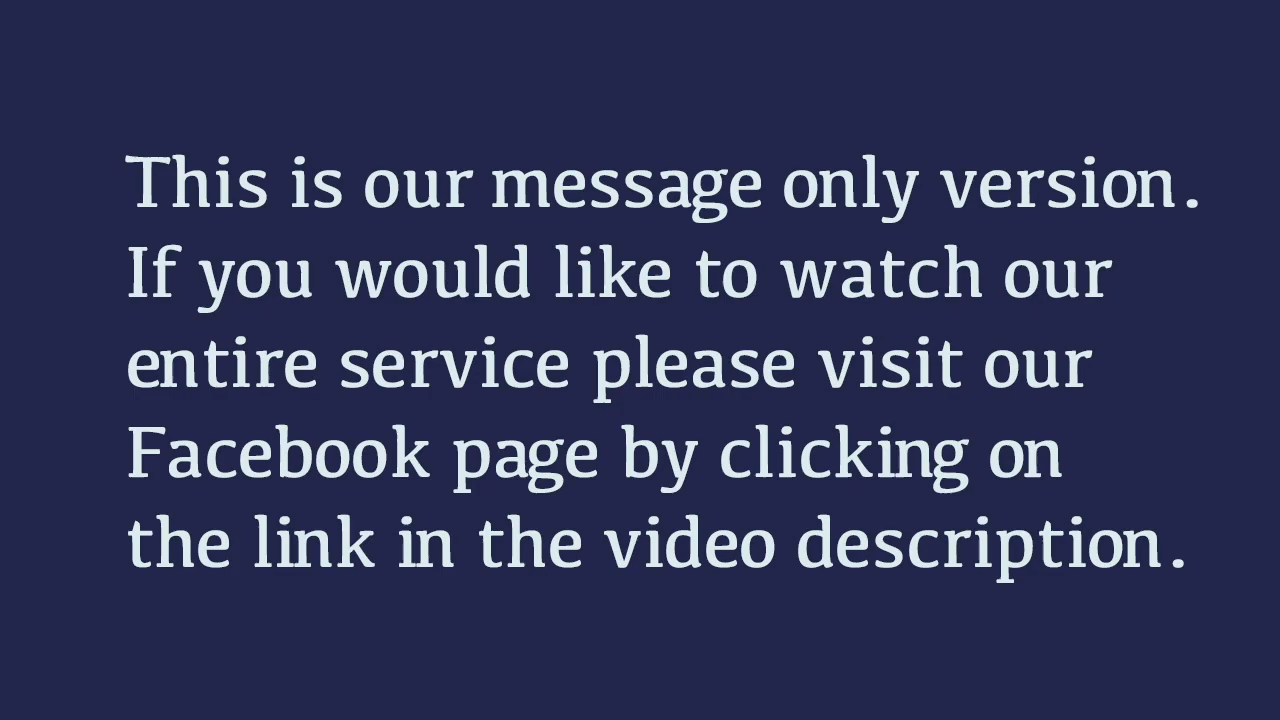 This is our message only version.
If you would like to watch our
entire service please visit our
Facebook page by clicking on
the link in the video description.